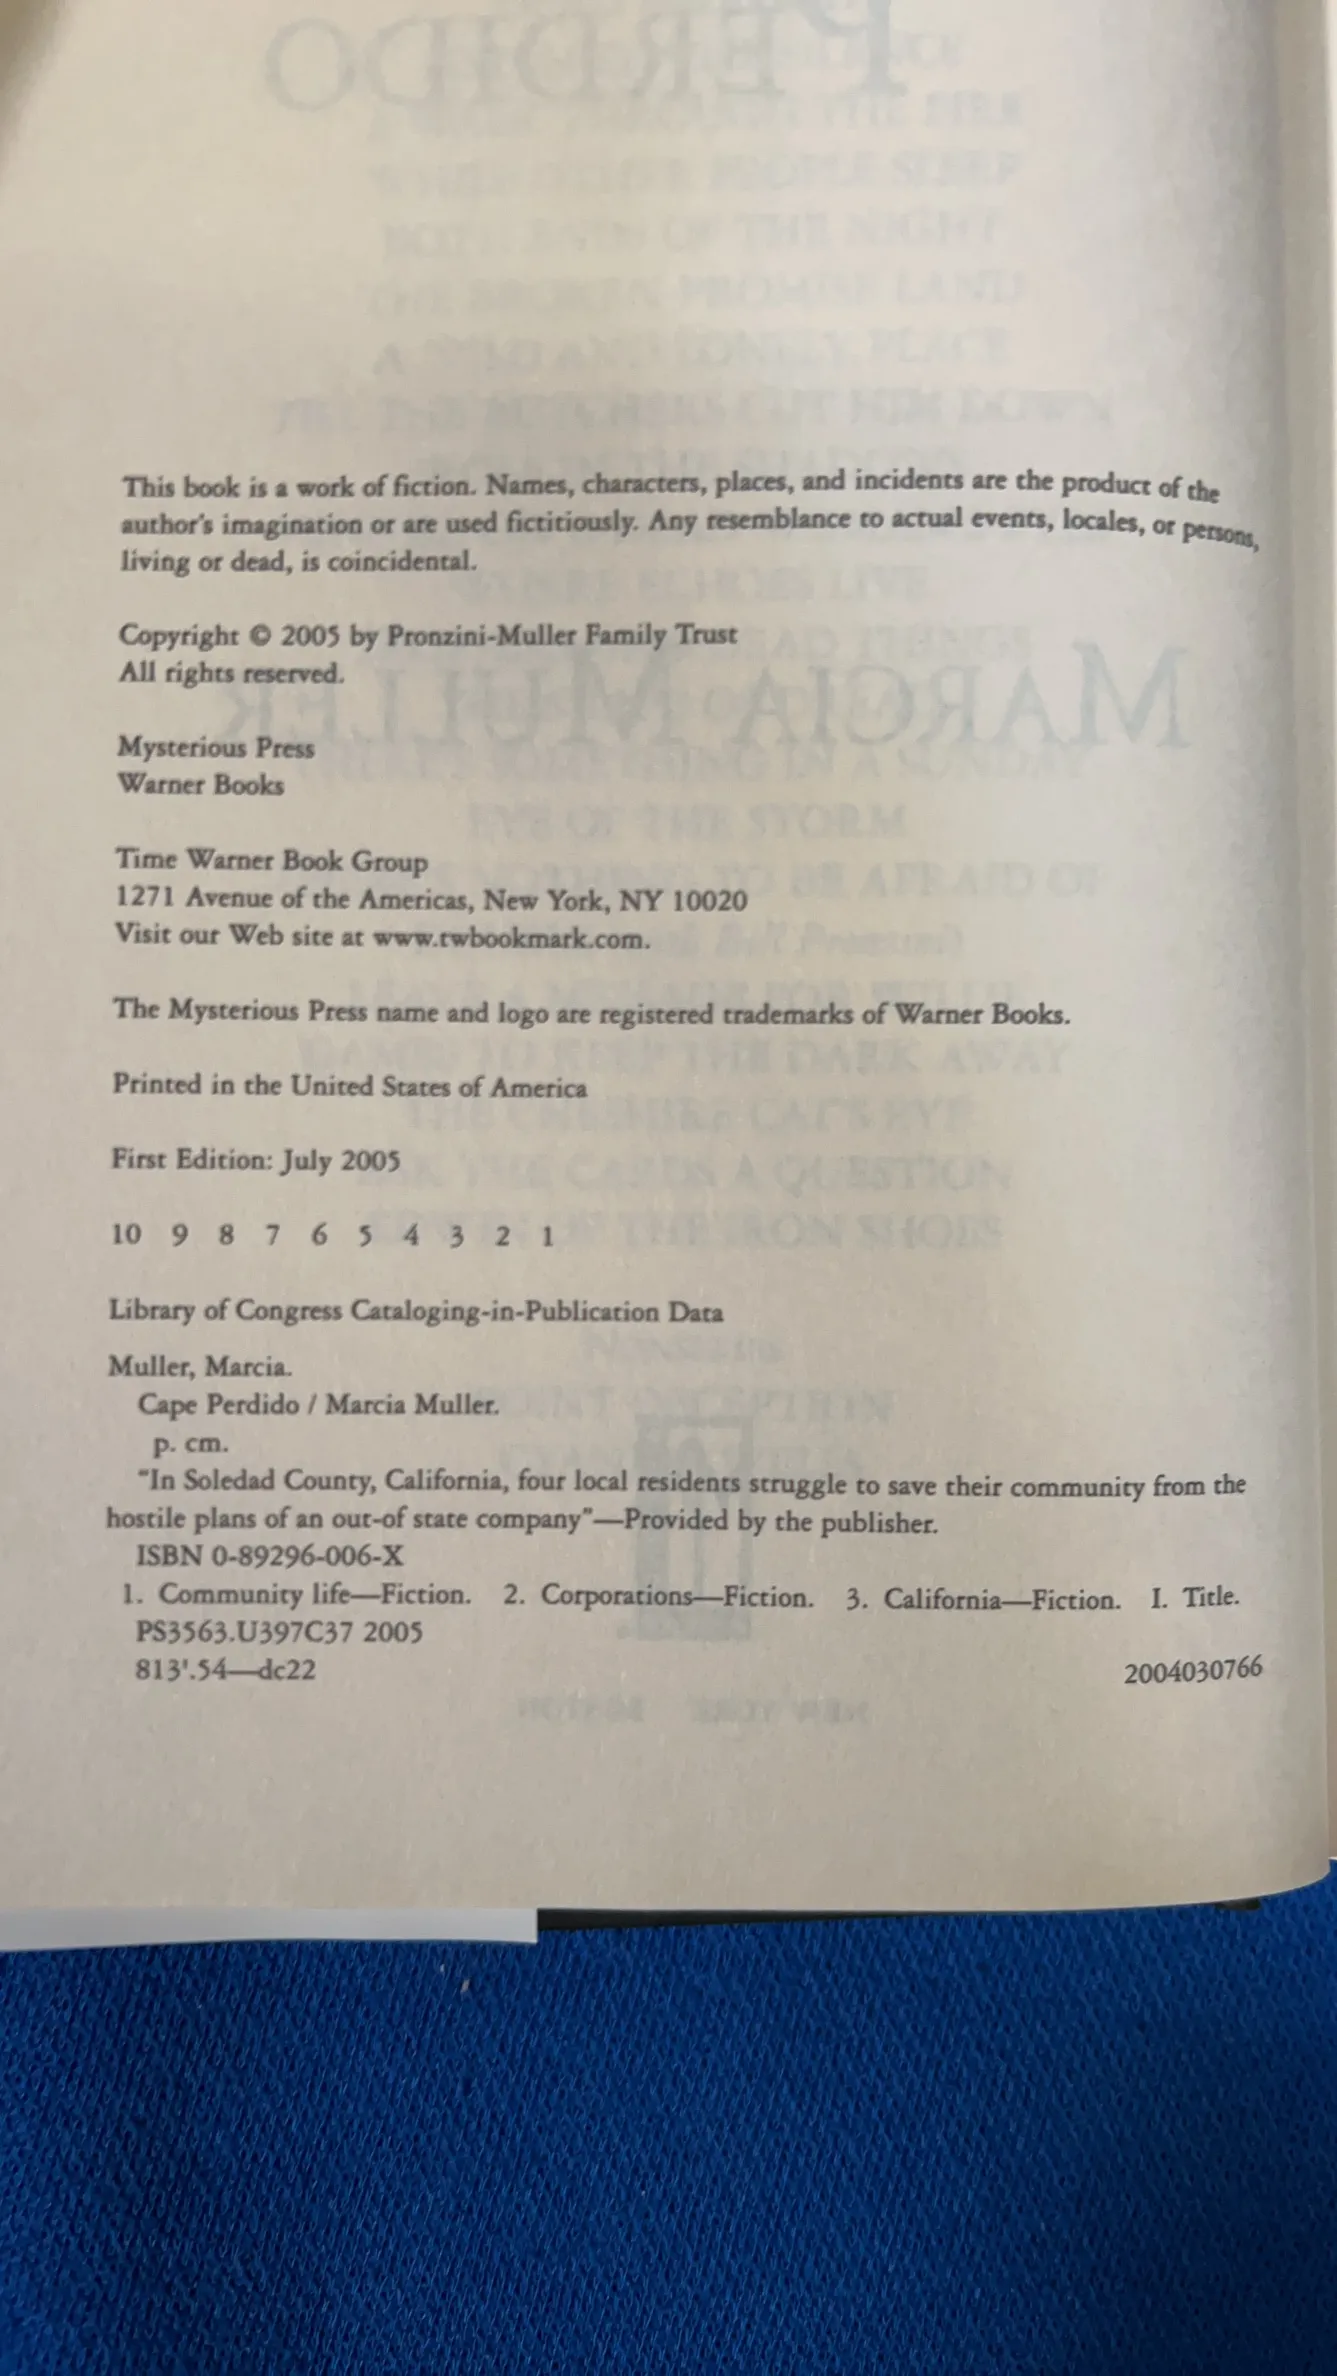 This book is a work of fiction. Names, characters, places, and incidents are the product of the
author's imagination or are used fictitiously. Any resemblance to actual events, locales, or persons,
living or dead, is coincidental.
Copyright © 2005 by Pronzini-Muller Family Trust
All rights reserved.
Mysterious Press
Warner Books
Time Warner Book Group
1271 Avenue of the Americas, New York, NY 10020
Visit our Web site at www.twbookmark.com.
The Mysterious Press name and logo are registered trademarks of Warner Books.
Printed in the United States of America
First Edition: July 2005
10 9 8 7 6 5 4 3 2 1
Library of Congress Cataloging-in-Publication Data
Muller, Marcia.
Cape Perdido / Marcia Muller.
p. cm.
"In Soledad County, California, four local residents struggle to save their community from the
hostile plans of an out-of state company"—Provided by the publisher.
ISBN 0-89296-006-X
1. Community life—Fiction. 2. Corporations—Fiction. 3. California—Fiction. I. Title.
PS3563.U397C37 2005
813'.54—dc22 2004030766